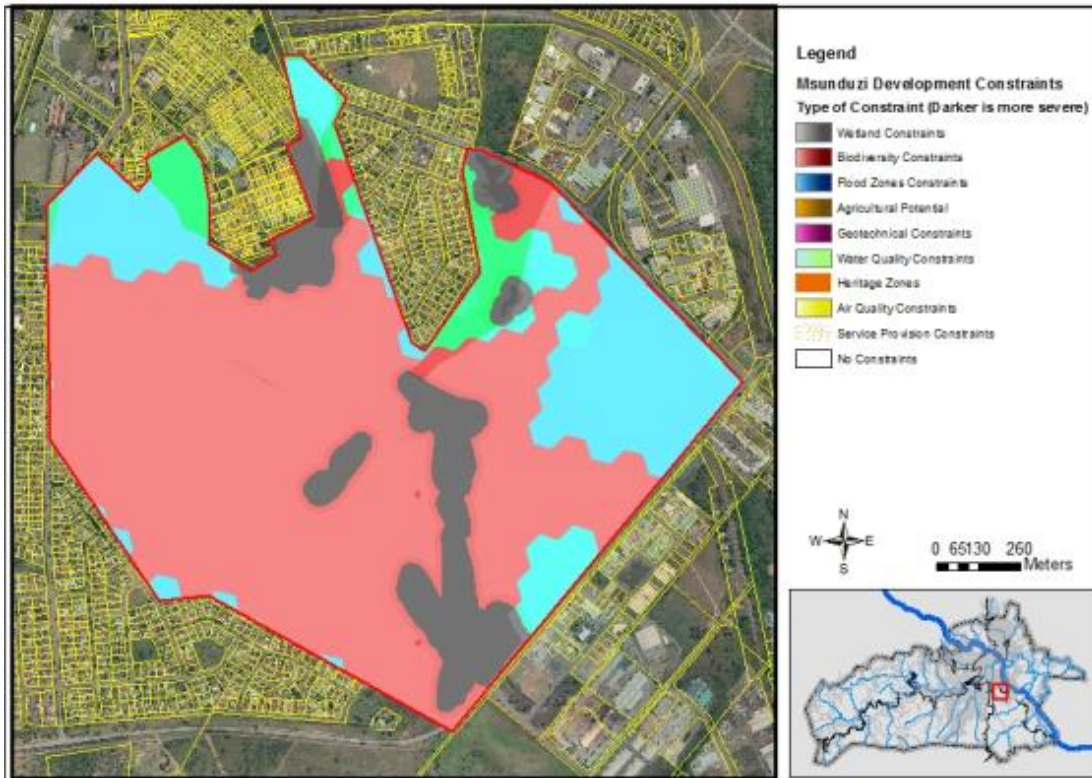 Legend
Msunduzi Development Constraints
Type of Constraint (Darker is more severe)
Wetland Constraints
Biodiversity Constraints
Flood Zones Constraints
Agricultural Potential
Geotechnical Constraints
Water Quality Constraints
Heritage Zones
Air Quality Constraints
Service Provision Constraints
No Constraints
N
W E
S
0 65130 260
Meters